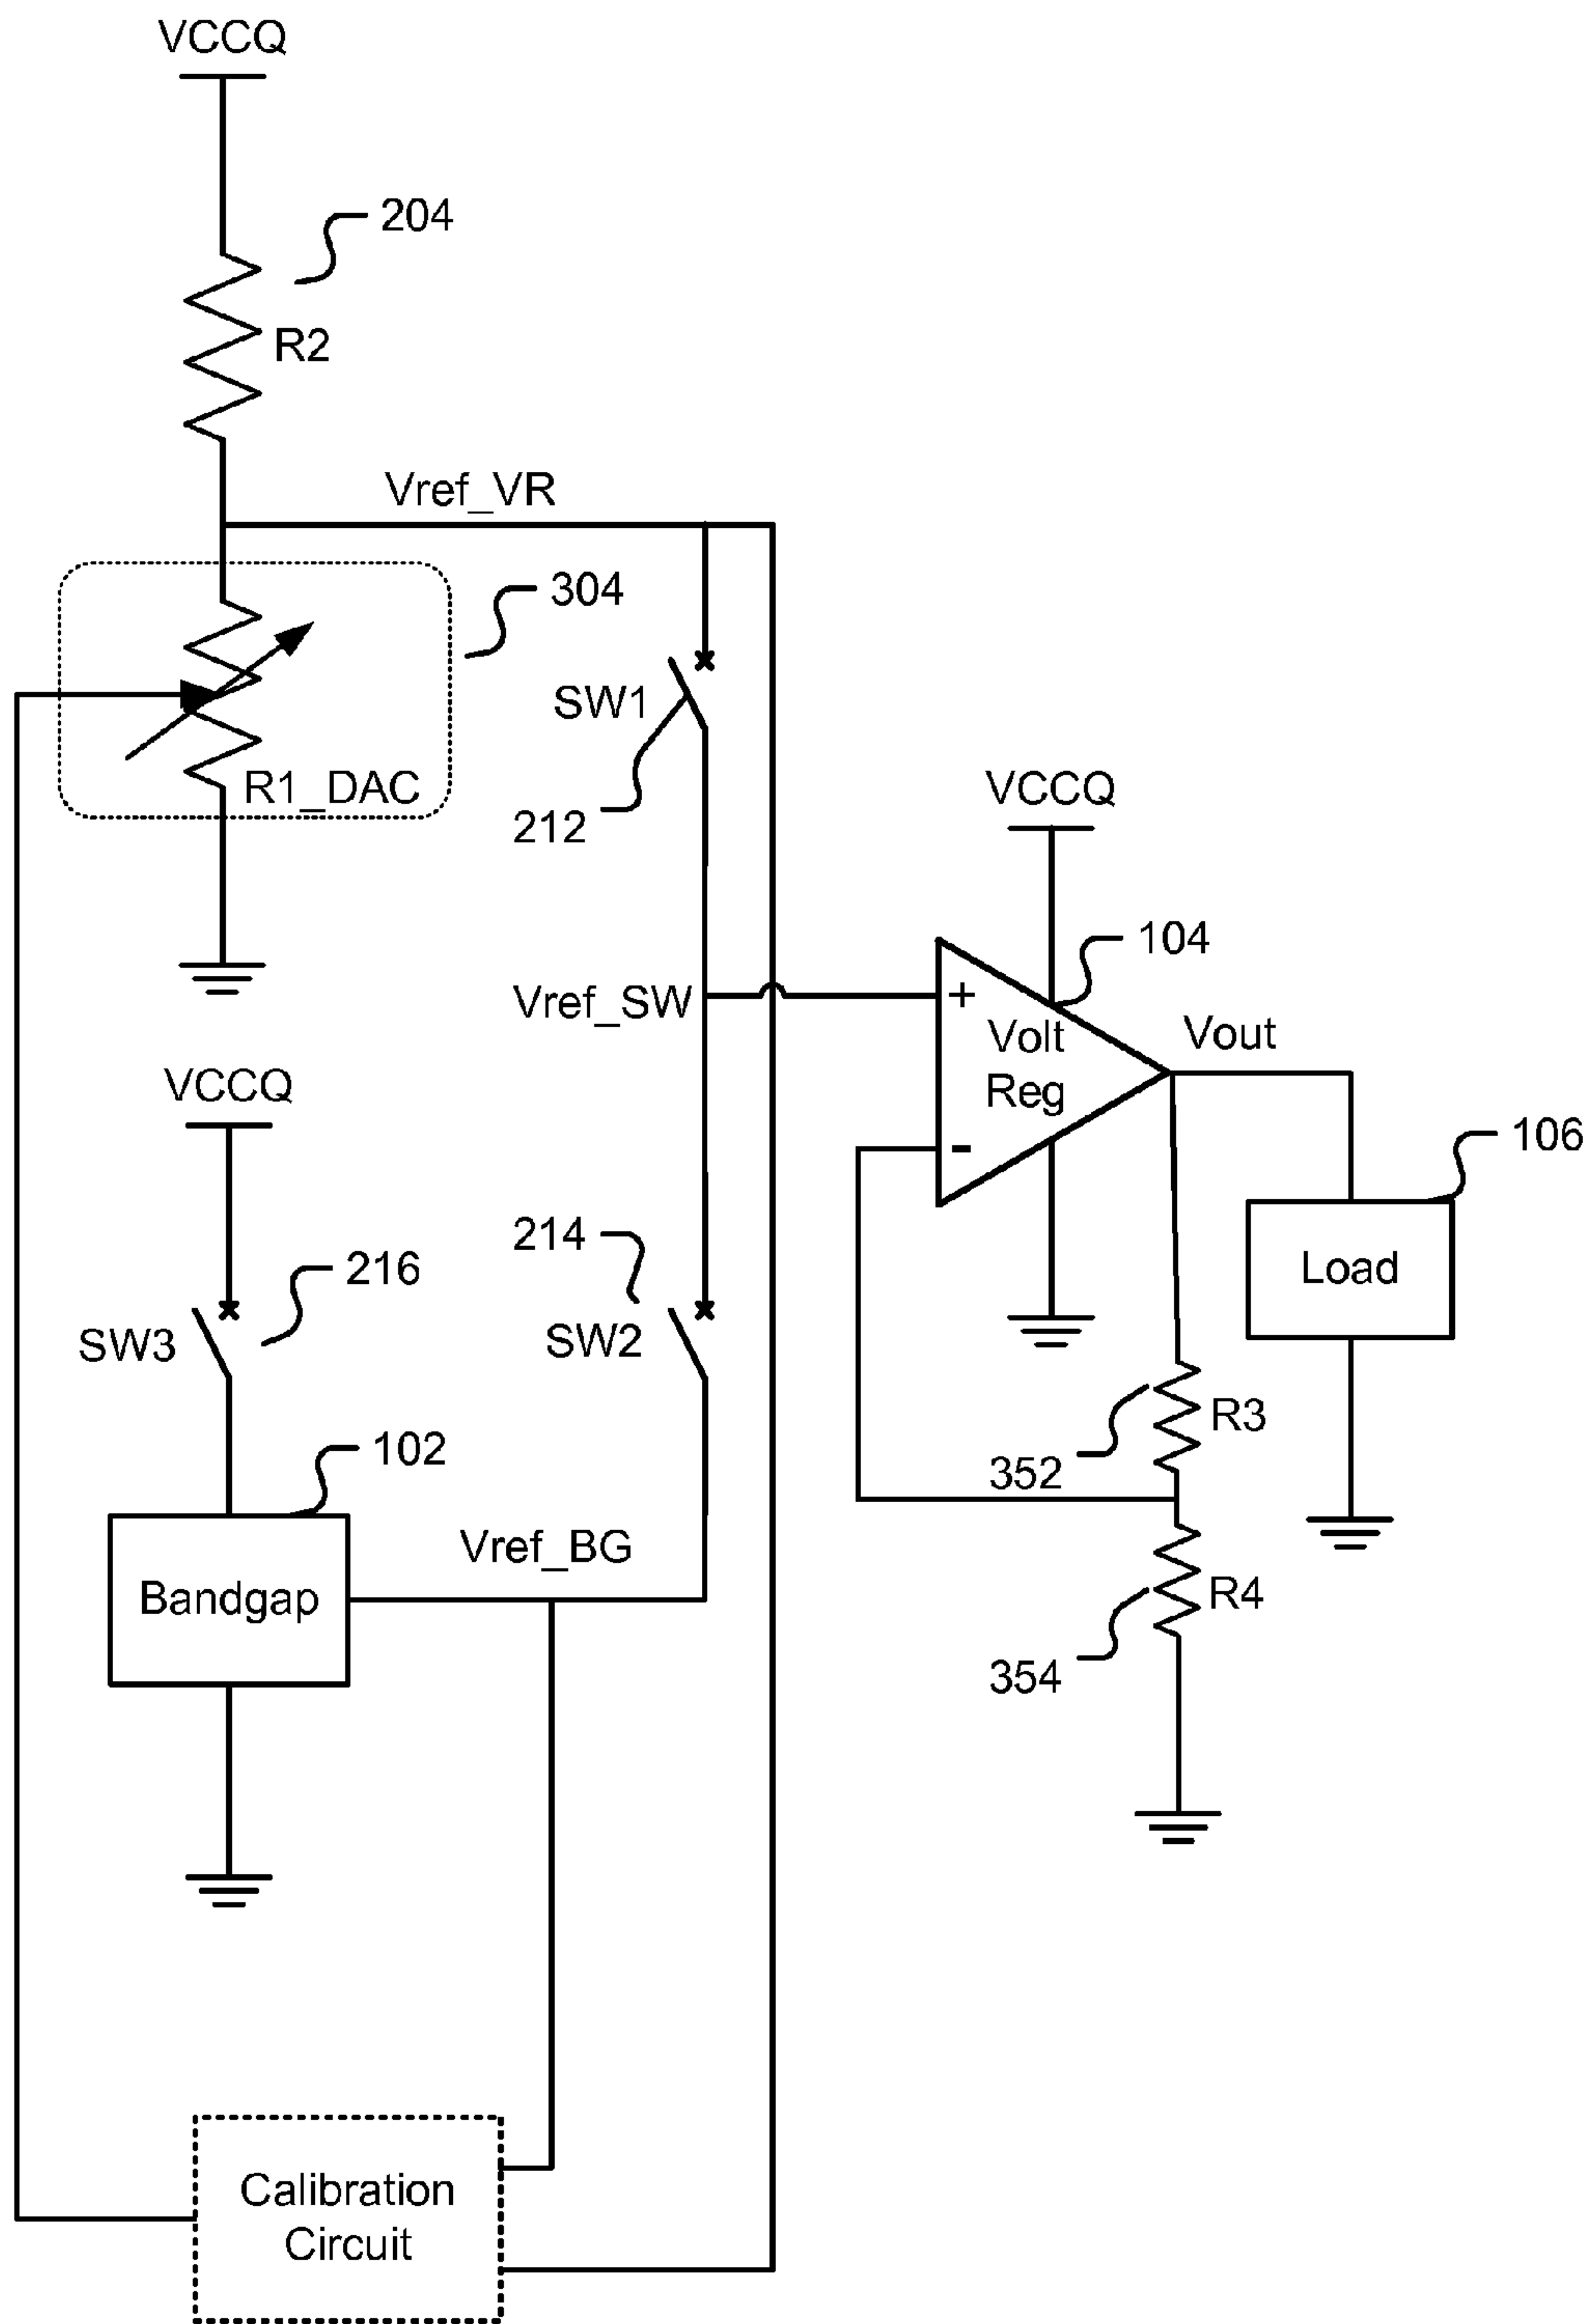 VCCQ
204
R2
Vref_VR
304
R1_DAC
SW1
212
VCCQ
104
Vref_SW
+
Volt
Reg
-
Vout
VCCQ
106
Load
216
214
SW3
SW2
R3
352
102
Bandgap
Vref_BG
R4
354
Calibration
Circuit